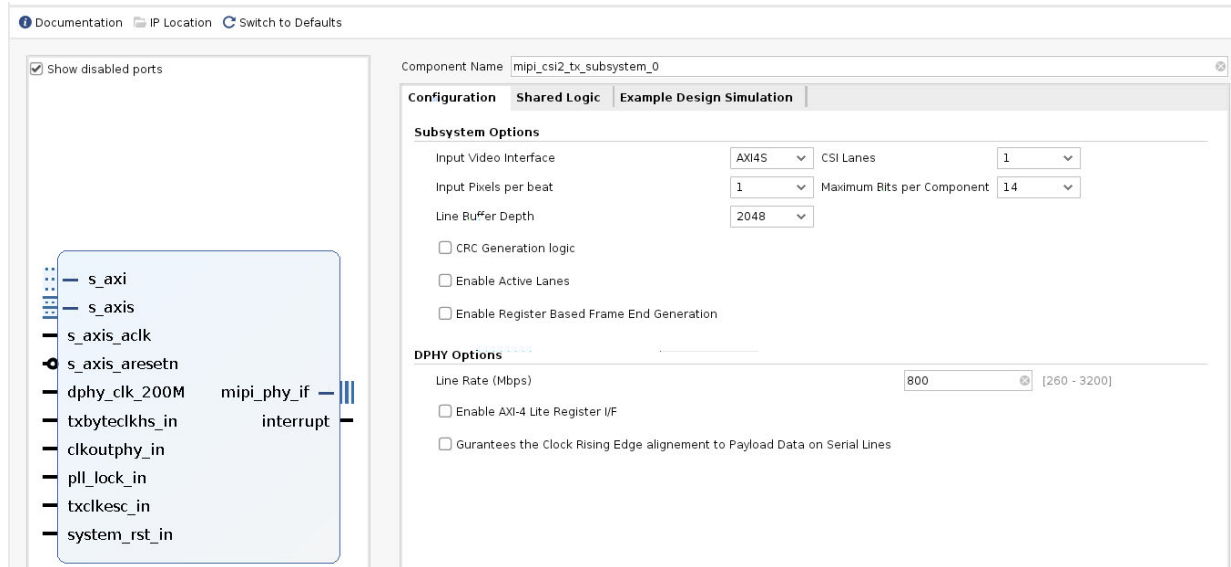 Documentation IP Location Switch to Defaults
Show disabled ports
s_axi
s_axis
s_axis_aclk
s_axis_aresetn
dphy_clk_200M mipi_phy_if
txbyteclkhs_in interrupt
clkoutphy_in
pll_lock_in
txclkesc_in
system_rst_in
Component Name mipi_csi2_tx_subsystem_0
Configuration Shared Logic Example Design Simulation
Subsystem Options
Input Video Interface AXI4S CSI Lanes 1
Input Pixels per beat 1 Maximum Bits per Component 14
Line Buffer Depth 2048
CRC Generation logic
Enable Active Lanes
Enable Register Based Frame End Generation
DPHY Options
Line Rate (Mbps) 800 [260 - 3200]
Enable AXI-4 Lite Register I/F
Gurantees the Clock Rising Edge alignement to Payload Data on Serial Lines